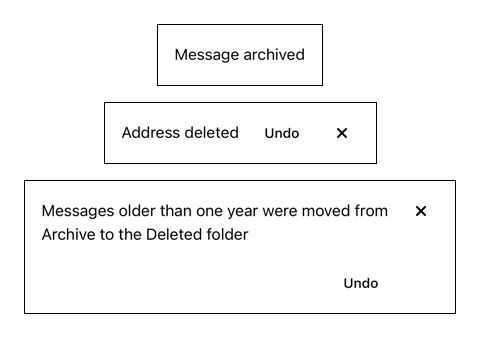 Message archived
Address deleted Undo
Messages older than one year were moved from
Archive to the Deleted folder
Undo